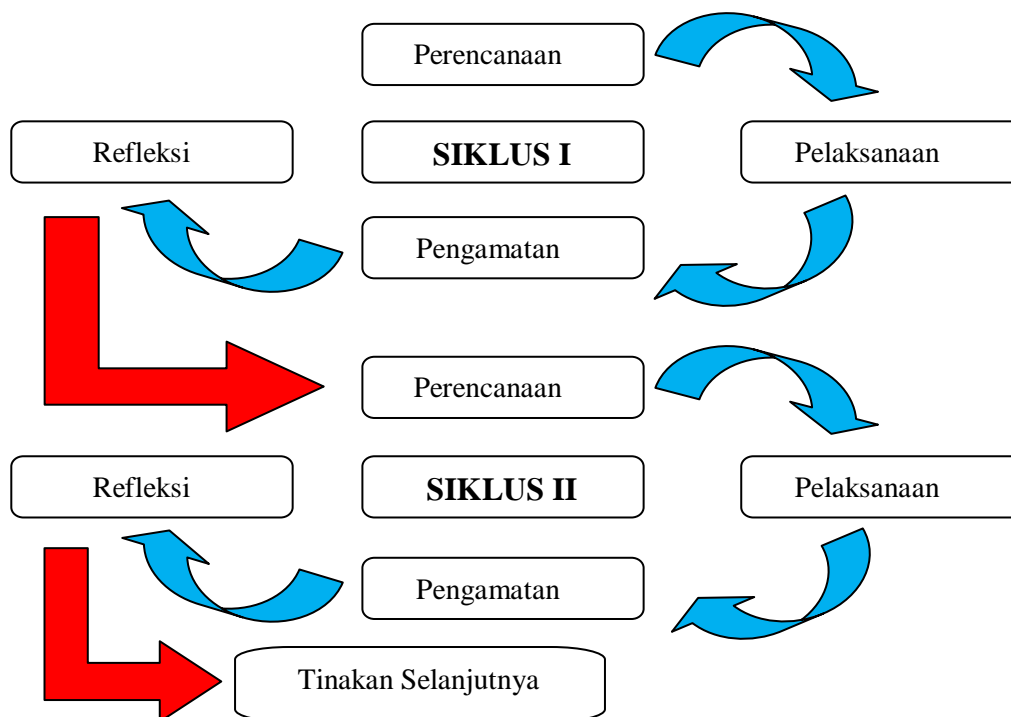 Perencanaan
Refleksi
SIKLUS I
Pelaksanaan
Pengamatan
Perencanaan
Refleksi
SIKLUS II
Pelaksanaan
Pengamatan
Tinakan Selanjutnya